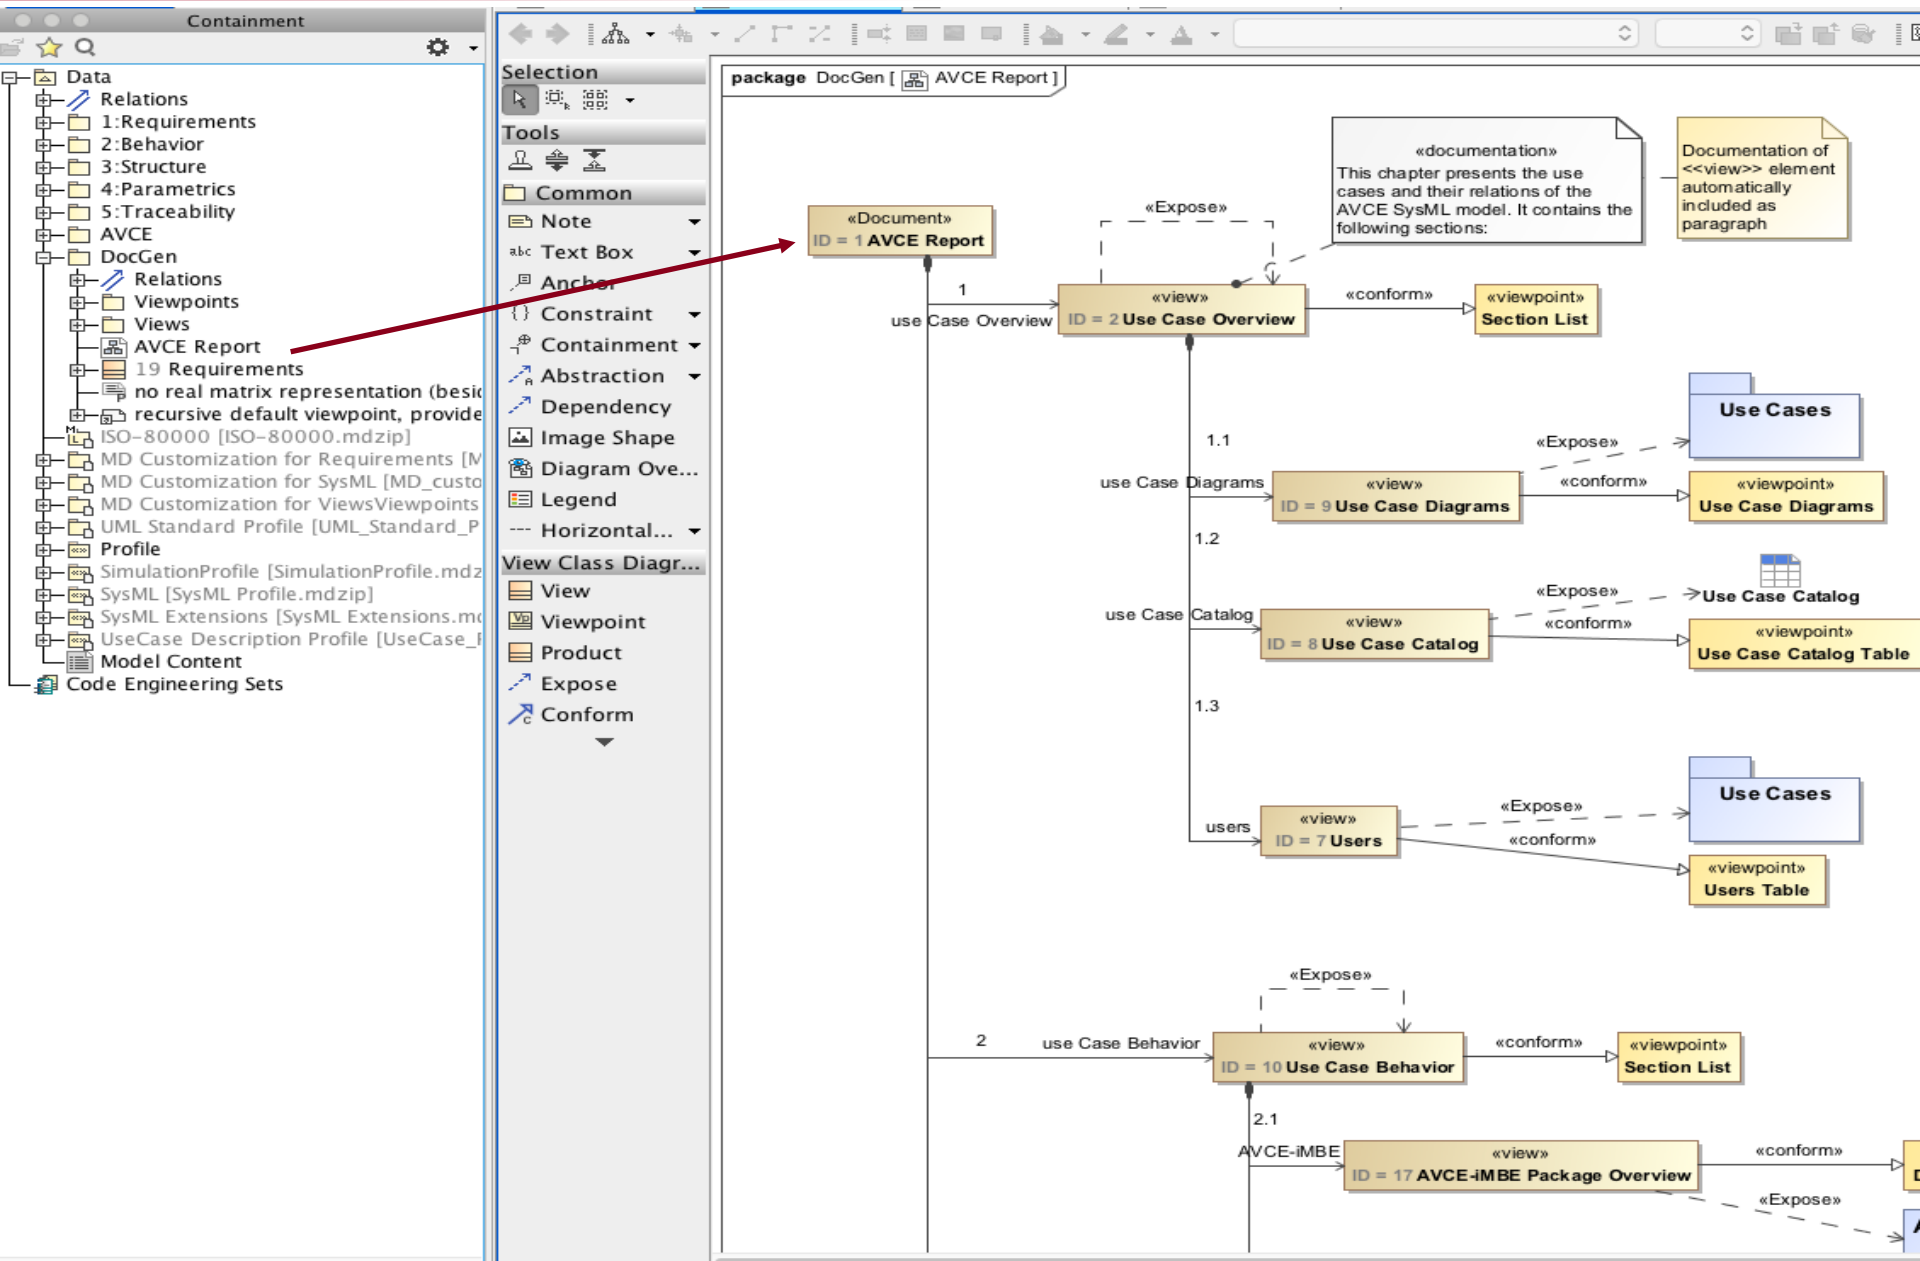 Containment
Data
Relations
1:Requirements
2:Behavior
3:Structure
4:Parametrics
5:Traceability
AVCE
DocGen
Relations
Viewpoints
Views
AVCE Report
19 Requirements
no real matrix representation (besi
recursive default viewpoint, provide
ISO-80000 [ISO-80000.mdzip]
MD Customization for Requirements [M
MD Customization for SysML [MD_custo
MD Customization for ViewsViewpoints
UML Standard Profile [UML_Standard_P
Profile
SimulationProfile [SimulationProfile.mdz
SysML [SysML Profile.mdzip]
SysML Extensions [SysML Extensions.m
UseCase Description Profile [UseCase_
Model Content
Code Engineering Sets
Selection
Tools
Common
Note
abc Text Box
Anchor
{} Constraint
Containment
Abstraction
Dependency
Image Shape
Diagram Ove...
Legend
Horizontal...
View Class Diagr...
View
Viewpoint
Product
Expose
Conform
package DocGen [ AVCE Report ]
«Document»
ID = 1 AVCE Report
«Expose»
«documentation»
This chapter presents the use
cases and their relations of the
AVCE SysML model. It contains the
following sections:
Documentation of
<<view>> element
automatically
included as
paragraph
1
use Case Overview
«view»
ID = 2 Use Case Overview
«conform»
«viewpoint»
Section List
1.1
use Case Diagrams
«view»
ID = 9 Use Case Diagrams
«Expose»
Use Cases
«conform»
«viewpoint»
Use Case Diagrams
1.2
use Case Catalog
«view»
ID = 8 Use Case Catalog
«Expose»
Use Case Catalog
«conform»
«viewpoint»
Use Case Catalog Table
1.3
users
«view»
ID = 7 Users
«Expose»
Use Cases
«conform»
«viewpoint»
Users Table
«Expose»
2
use Case Behavior
«view»
ID = 10 Use Case Behavior
«conform»
«viewpoint»
Section List
2.1
AVCE-iMBE
«view»
ID = 17 AVCE-iMBE Package Overview
«conform»
«Expose»